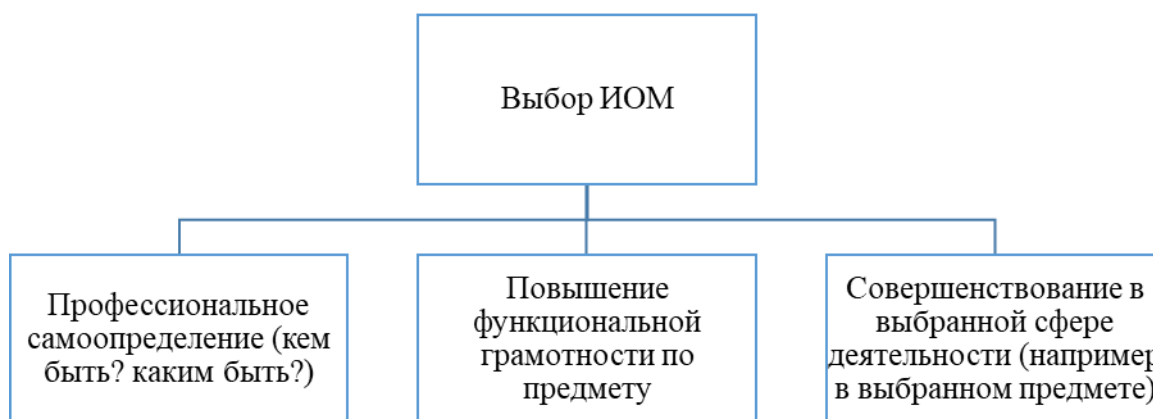 Выбор ИОМ
Профессиональное
самоопределение (кем
быть? каким быть?)
Повышение
функциональной
грамотности по
предмету
Совершенствование в
выбранной сфере
деятельности (например
в выбранном предмете)